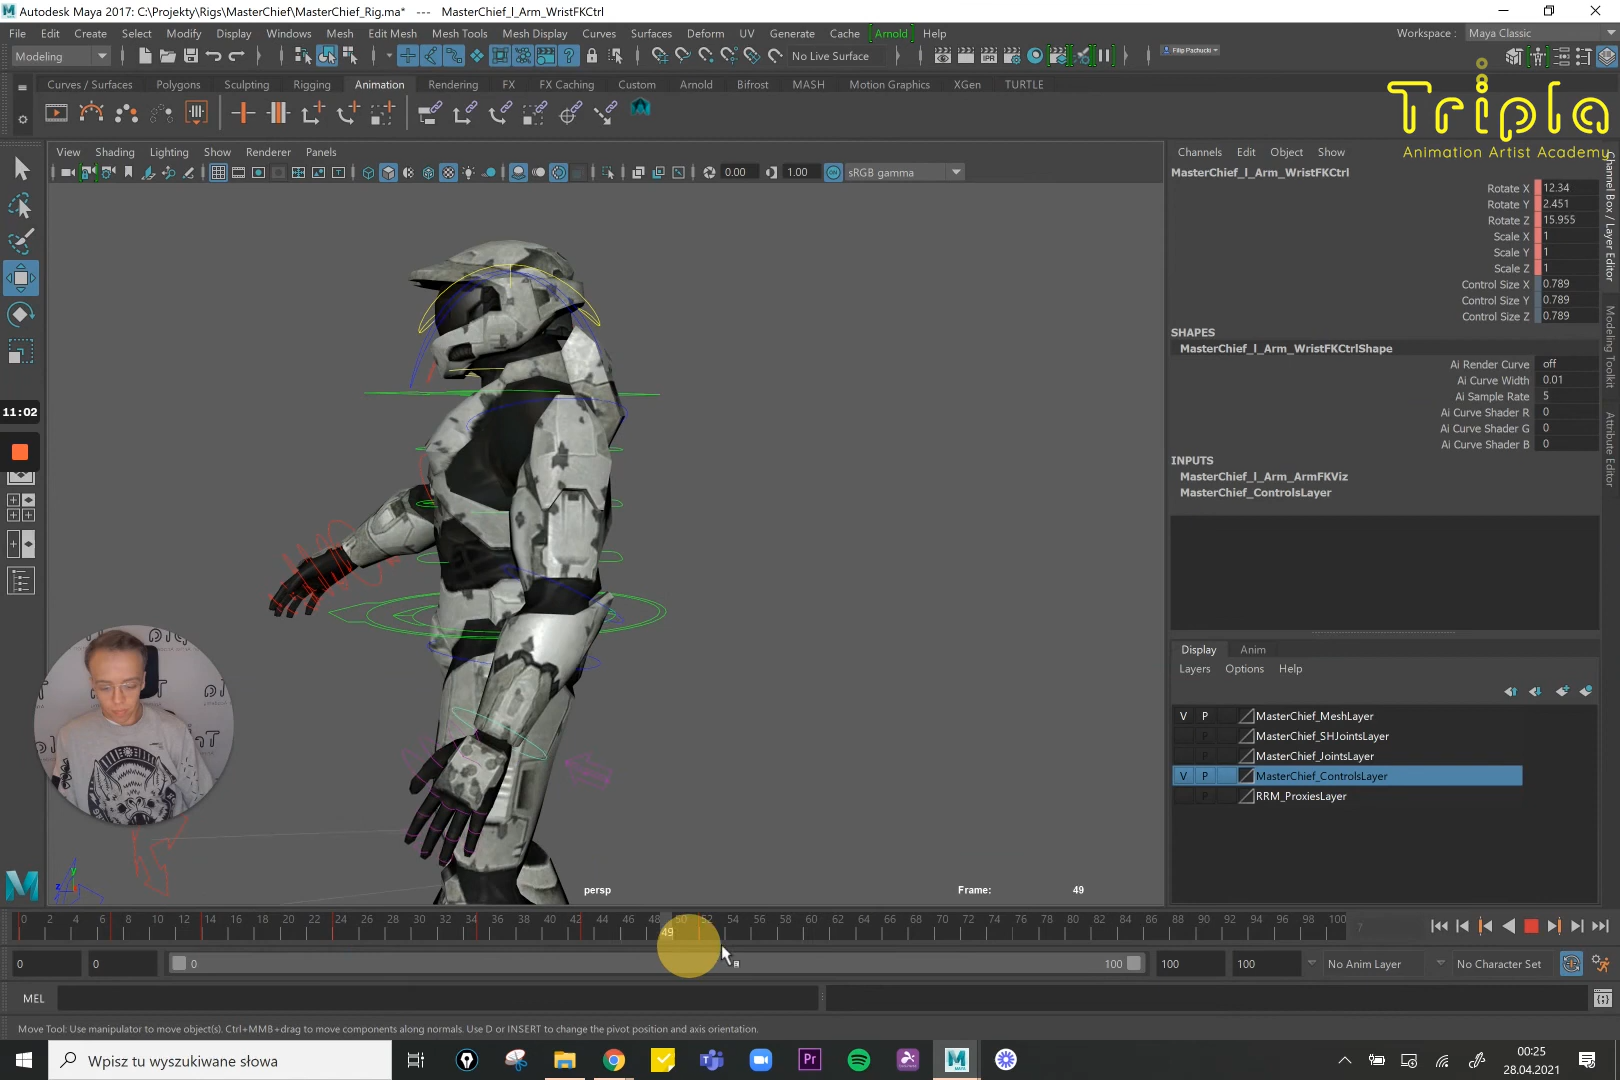 Autodesk Maya 2017: C:\Projekty\Rigs\MasterChief\MasterChief_Rig.ma* --- MasterChief_l_Arm_WristFKCtrl
File Edit Create Select Modify Display Windows Mesh Edit Mesh Mesh Tools Mesh Display Curves Surfaces Deform UV Generate Cache Arnold Help
Workspace : Maya Classic
Modeling No Live Surface Filip Pachucki
Curves / Surfaces Polygons Sculpting Rigging Animation Rendering FX FX Caching Custom Arnold Bifrost MASH Motion Graphics XGen TURTLE
Tripla
Animation Artist Academy
View Shading Lighting Show Renderer Panels
0.00 1.00 ON sRGB gamma
Channels Edit Object Show
MasterChief_l_Arm_WristFKCtrl
Rotate X 12.34
Rotate Y 2.451
Rotate Z 15.955
Scale X 1
Scale Y 1
Scale Z 1
Control Size X 0.789
Control Size Y 0.789
Control Size Z 0.789
SHAPES
MasterChief_l_Arm_WristFKCtrlShape
Ai Render Curve off
Ai Curve Width 0.01
Ai Sample Rate 5
Ai Curve Shader R 0
Ai Curve Shader G 0
Ai Curve Shader B 0
INPUTS
MasterChief_l_Arm_ArmFKViz
MasterChief_ControlsLayer
Channel Box / Layer Editor
Modeling Toolkit
Attribute Editor
11:02
Display Anim
Layers Options Help
V P MasterChief_MeshLayer
P MasterChief_SHJointsLayer
P MasterChief_JointsLayer
V P MasterChief_ControlsLayer
P RRM_ProxiesLayer
y
z
persp
Frame: 49
0 2 4 6 8 10 12 14 16 18 20 22 24 26 28 30 32 34 36 38 40 42 44 46 48 50 52 54 56 58 60 62 64 66 68 70 72 74 76 78 80 82 84 86 88 90 92 94 96 98 100
49
7
0 0 0 100 100 100 No Anim Layer No Character Set
MEL
Move Tool: Use manipulator to move object(s). Ctrl+MMB+drag to move components along normals. Use D or INSERT to change the pivot position and axis orientation.
Wpisz tu wyszukiwane słowa
00:25
28.04.2021